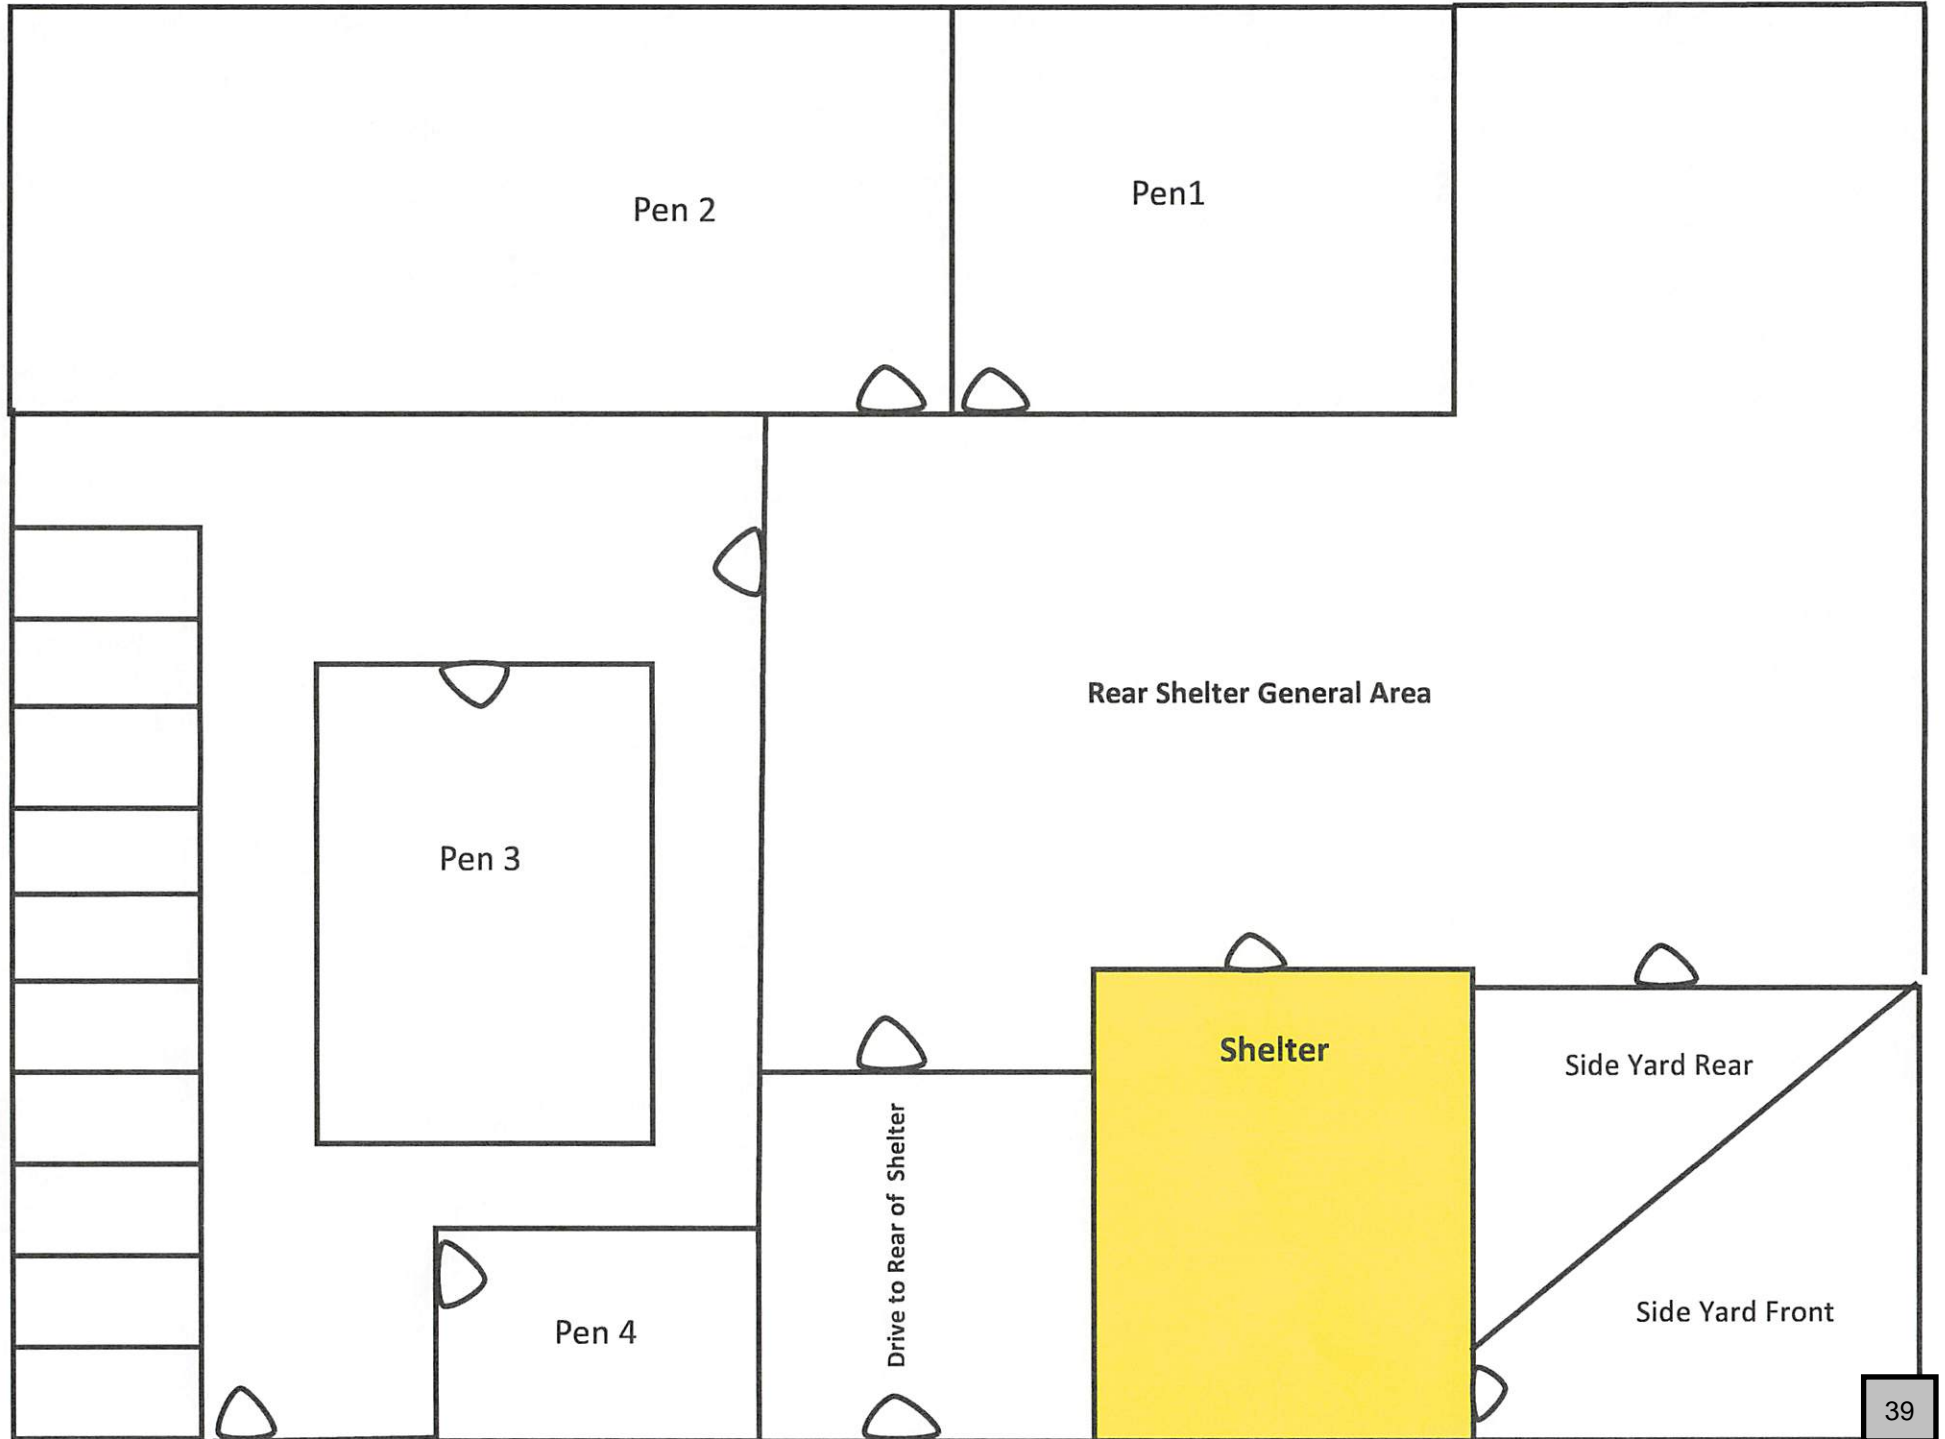 Pen 2
Pen1
Rear Shelter General Area
Pen 3
Shelter
Side Yard Rear
Drive to Rear of Shelter
Side Yard Front
Pen 4
39